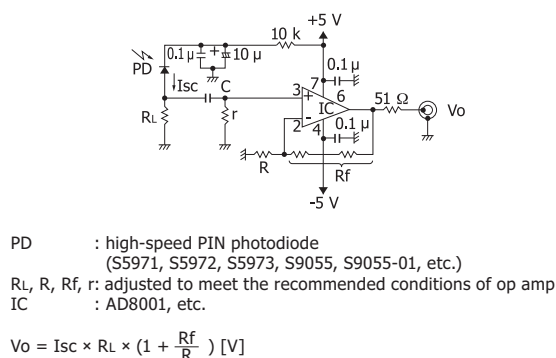 +5 V
10 k
0.1 µ
+
10 µ
0.1 µ
PD
Isc
C
7
3
+
6
51 Ω
IC
Vo
RL
r
2
-
4
0.1 µ
R
Rf
-5 V
PD : high-speed PIN photodiode
(S5971, S5972, S5973, S9055, S9055-01, etc.)
RL, R, Rf, r: adjusted to meet the recommended conditions of op amp
IC : AD8001, etc.
Vo = Isc × RL × (1 + Rf/R ) [V]